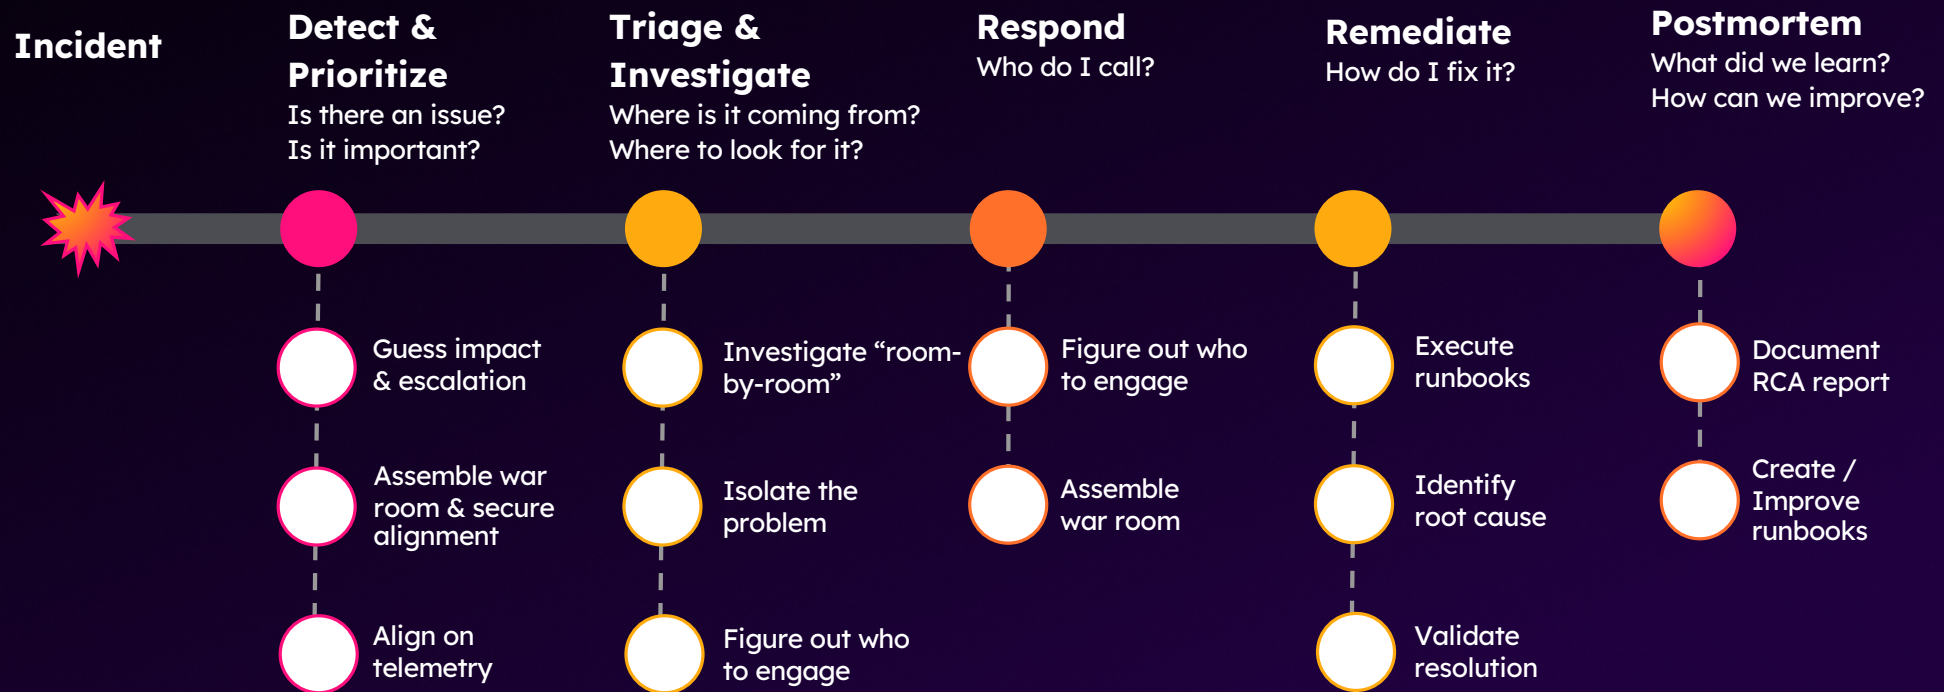 Incident
Detect &
Prioritize
Is there an issue?
Is it important?
Triage &
Investigate
Where is it coming from?
Where to look for it?
Respond
Who do I call?
Remediate
How do I fix it?
Postmortem
What did we learn?
How can we improve?
Guess impact
& escalation
Assemble war
room & secure
alignment
Align on
telemetry
Investigate “room-
by-room”
Isolate the
problem
Figure out who
to engage
Figure out who
to engage
Assemble
war room
Execute
runbooks
Identify
root cause
Validate
resolution
Document
RCA report
Create /
Improve
runbooks